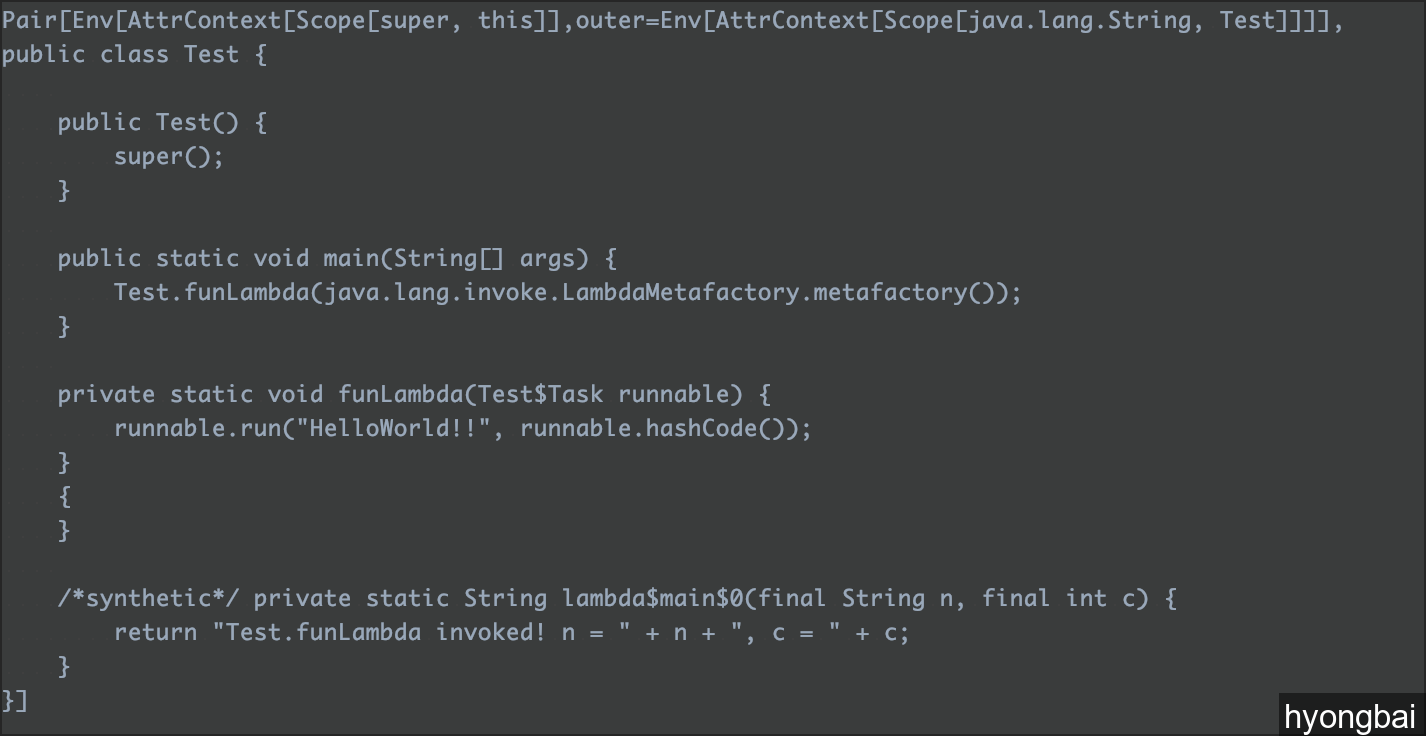 Pair[Env[AttrContext[Scope[super, this]],outer=Env[AttrContext[Scope[java.lang.String, Test]]]],
public class Test {
    public Test() {
        super();
    }
    public static void main(String[] args) {
        Test.funLambda(java.lang.invoke.LambdaMetafactory.metafactory());
    }
    private static void funLambda(Test$Task runnable) {
        runnable.run("HelloWorld!!", runnable.hashCode());
    }
    {
    }
    /*synthetic*/ private static String lambda$main$0(final String n, final int c) {
        return "Test.funLambda invoked! n = " + n + ", c = " + c;
    }
}]
hyongbai